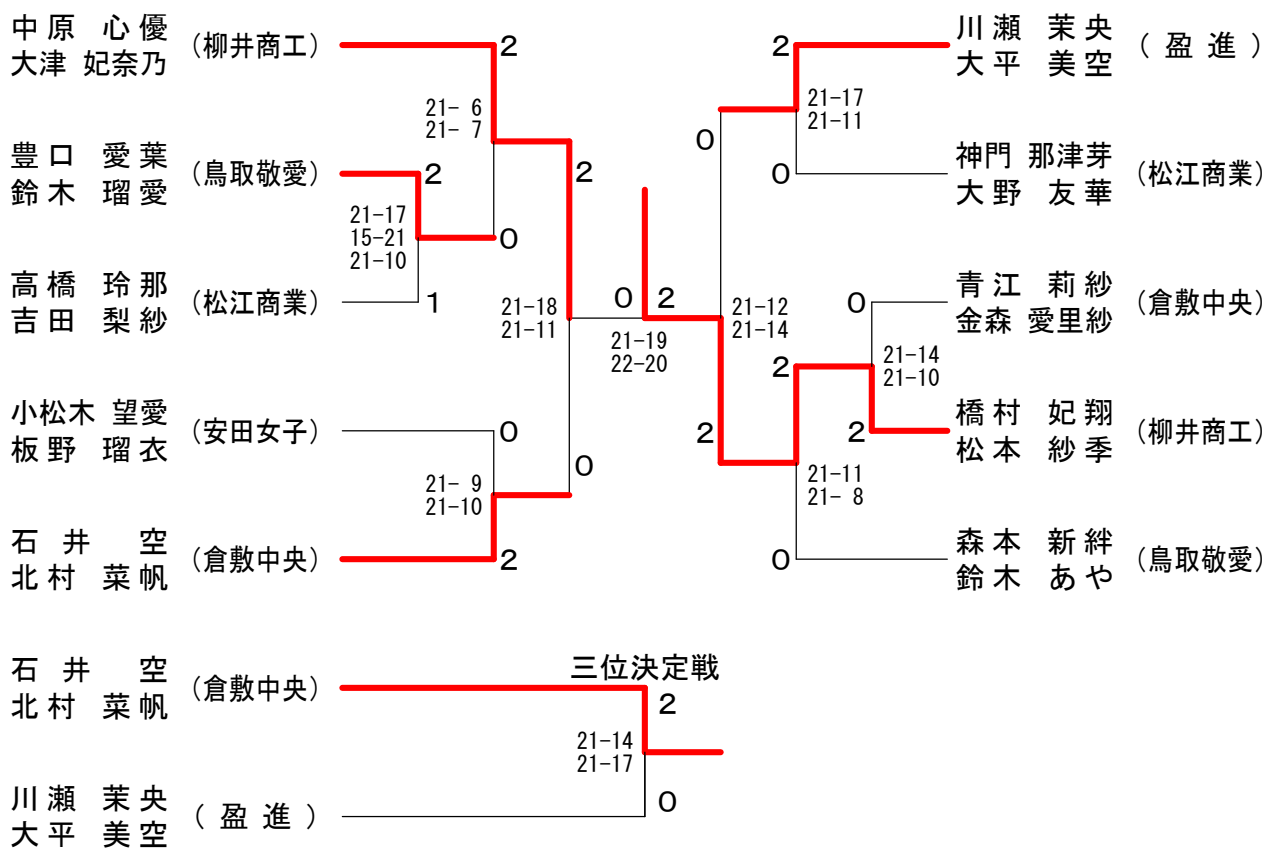 中原 心優
大津 妃奈乃
(柳井商工)
2
21- 6
21- 7
豊口 愛葉
鈴木 瑠愛
(鳥取敬愛)
2
21-17
15-21
21-10
0
高橋 玲那
吉田 梨紗
(松江商業)
1
2
21-18
21-11
小松木 望愛
板野 瑠衣
(安田女子)
0
21- 9
21-10
0
石井 空
北村 菜帆
(倉敷中央)
2
0 2
21-19
22-20
川瀬 茉央
大平 美空
(盈進)
2
21-17
21-11
0
神門 那津芽
大野 友華
(松江商業)
0
21-12
21-14
青江 莉紗
金森 愛里紗
(倉敷中央)
0
21-14
21-10
2
橋村 妃翔
松本 紗季
(柳井商工)
2
2
21-11
21- 8
森本 新絆
鈴木 あや
(鳥取敬愛)
0
三位決定戦
石井 空
北村 菜帆
(倉敷中央)
2
21-14
21-17
川瀬 茉央
大平 美空
(盈進)
0